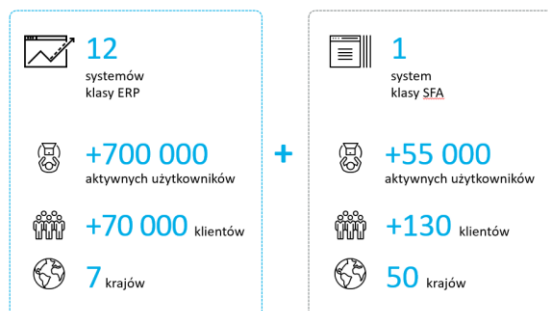 12
systemów
klasy ERP
+700 000
aktywnych użytkowników
+70 000 klientów
7 krajów
+
1
system
klasy SFA
+55 000
aktywnych użytkowników
+130 klientów
50 krajów